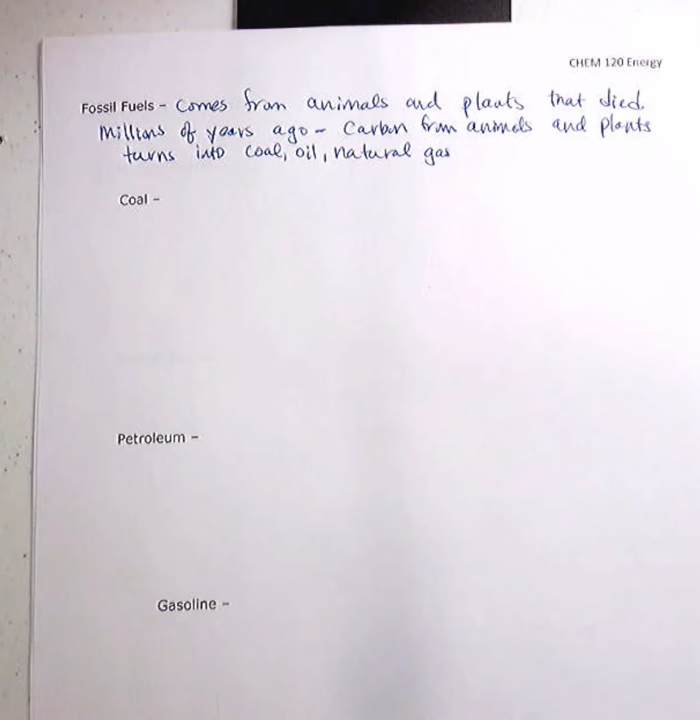 CHEM 120 Energy
Fossil Fuels - Comes from animals and plants that died
Millions of years ago - Carbon from animals and plants
turns into coal, oil, natural gas
Coal -
Petroleum -
Gasoline -